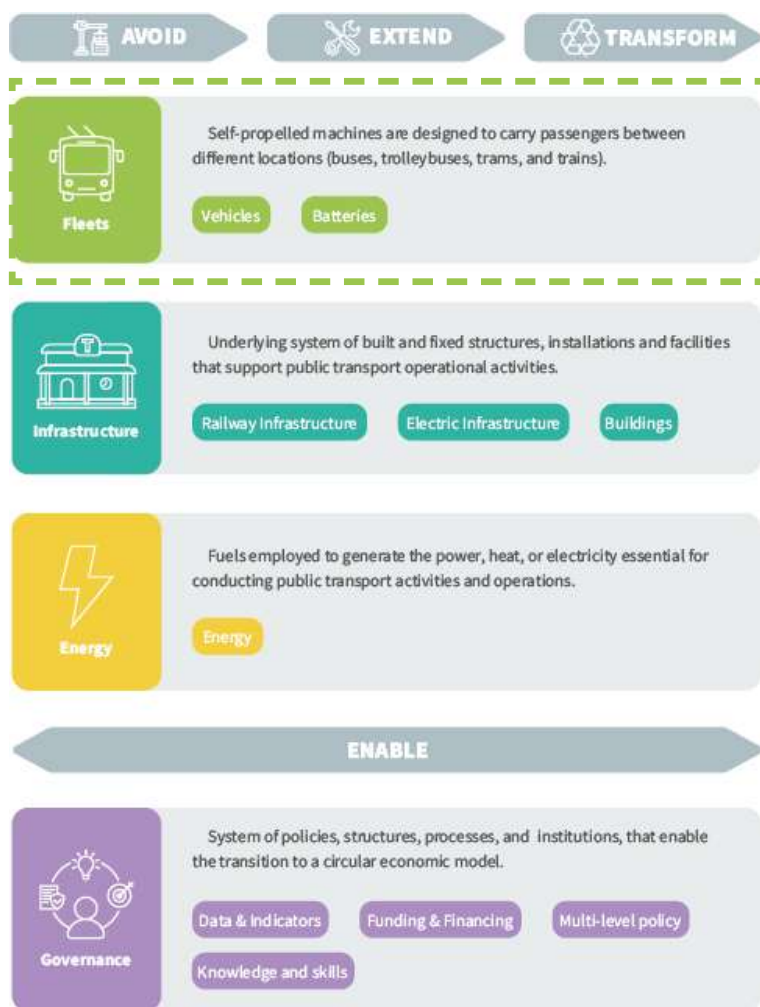 AVOID
EXTEND
TRANSFORM
Self-propelled machines are designed to carry passengers between
different locations (buses, trolleybuses, trams, and trains).
Fleets
Vehicles
Batteries
T
Underlying system of built and fixed structures, installations and facilities
that support public transport operational activities.
Infrastructure
Railway Infrastructure
Electric Infrastructure
Buildings
Fuels employed to generate the power, heat, or electricity essential for
conducting public transport activities and operations.
Energy
Energy
ENABLE
System of policies, structures, processes, and institutions, that enable
the transition to a circular economic model.
Governance
Data & Indicators
Funding & Financing
Multi-level policy
Knowledge and skills